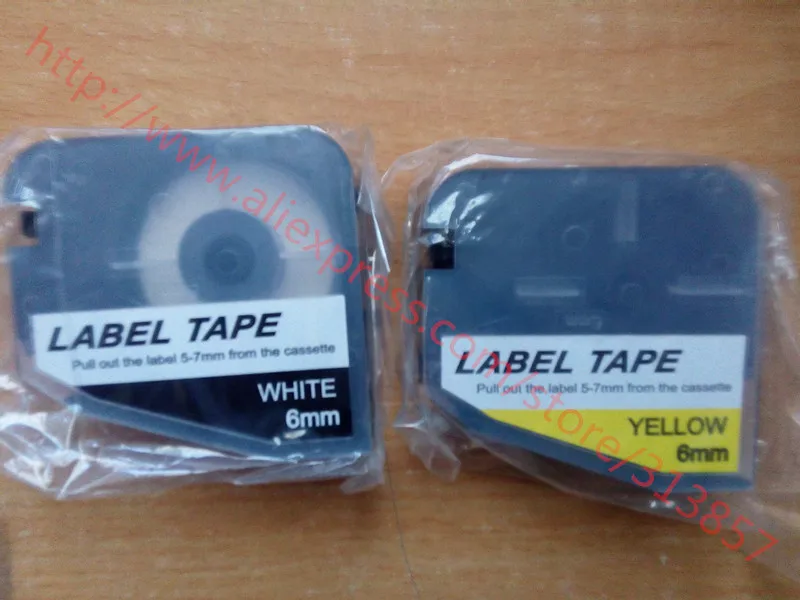 http://www.aliexpress.com/store/313857
LABEL TAPE
Pull out the label 5-7mm from the cassette
WHITE
6mm
LABEL TAPE
Pull out the label 5-7mm from the cassette
YELLOW
6mm